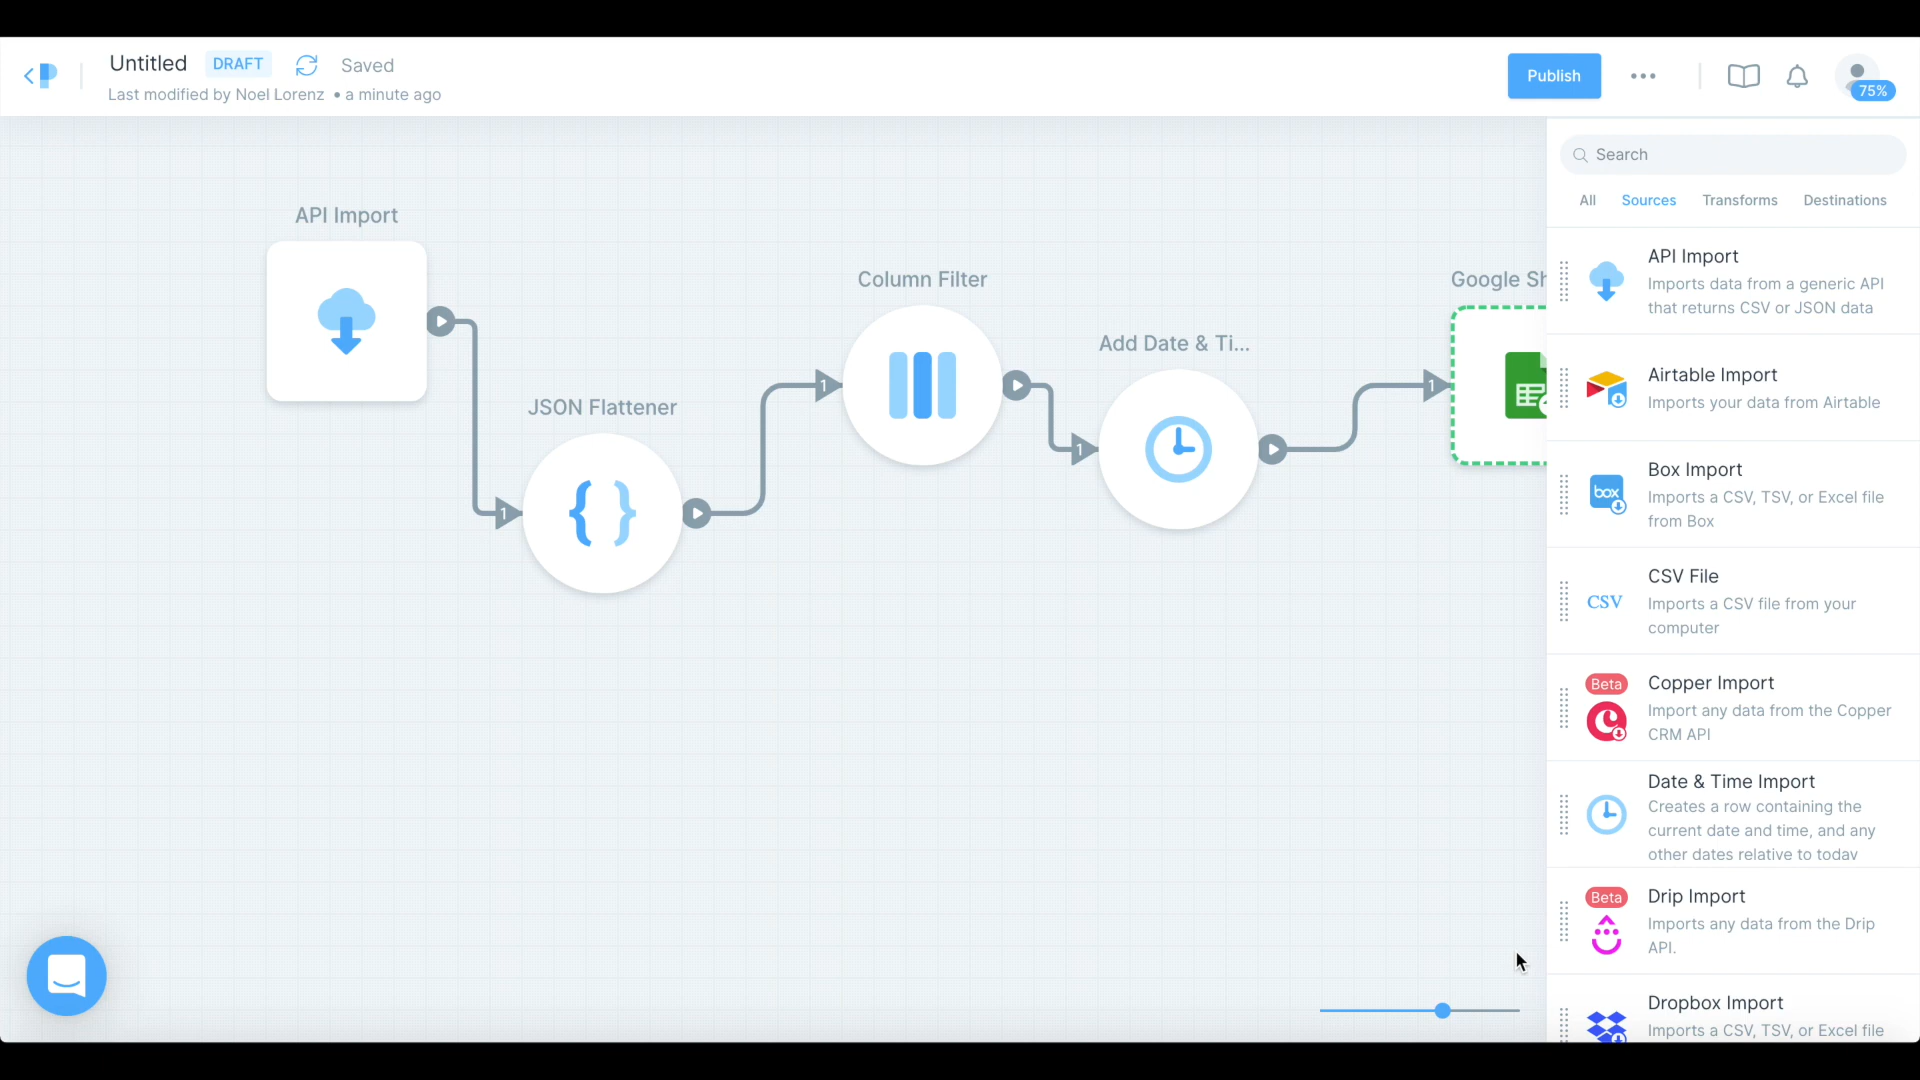 Untitled DRAFT Saved
Last modified by Noel Lorenz • a minute ago
Publish
75%
API Import
JSON Flattener
Column Filter
Add Date & Ti...
Google Sh
1
1
1
1
Search
All Sources Transforms Destinations
API Import
Imports data from a generic API
that returns CSV or JSON data
Airtable Import
Imports your data from Airtable
box
Box Import
Imports a CSV, TSV, or Excel file
from Box
CSV
CSV File
Imports a CSV file from your
computer
Beta
Copper Import
Import any data from the Copper
CRM API
Date & Time Import
Creates a row containing the
current date and time, and any
other dates relative to today
Beta
Drip Import
Imports any data from the Drip
API.
Dropbox Import
Imports a CSV, TSV, or Excel file